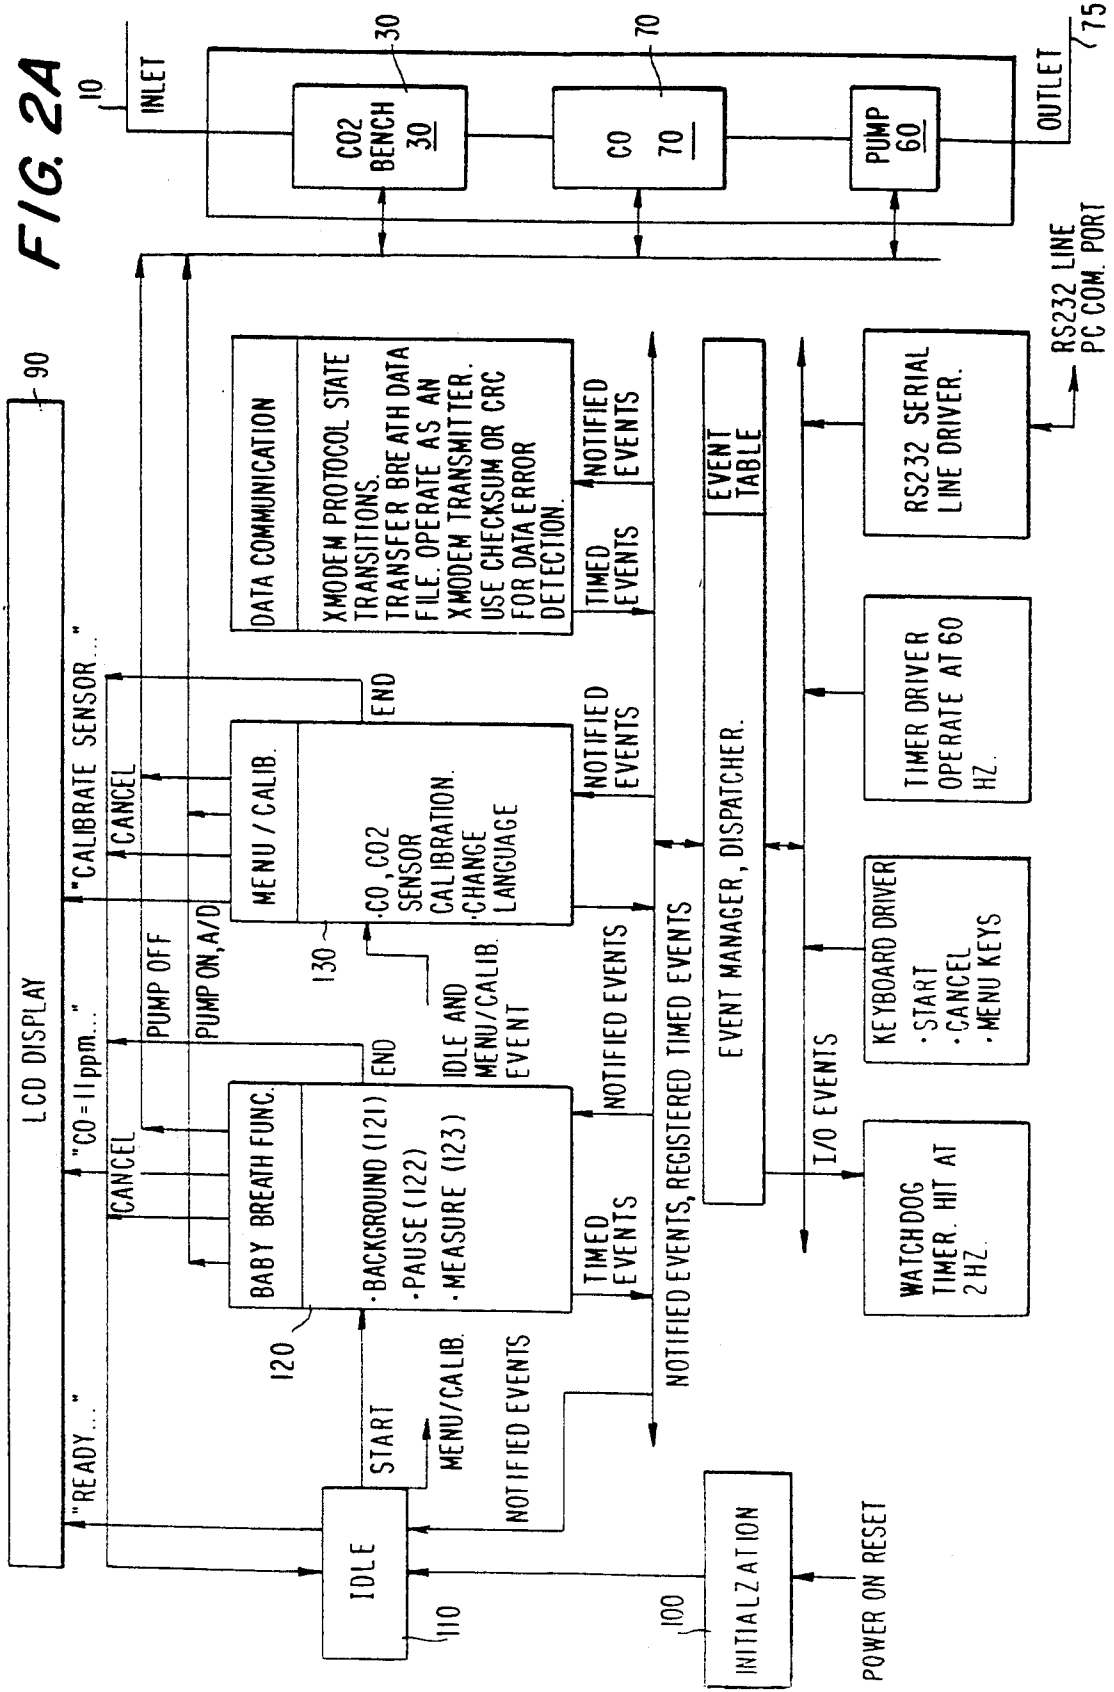 FIG. 2A
LCD DISPLAY
90
"READY..."
"CO=11ppm..."
"CALIBRATE SENSOR..."
CANCEL
CANCEL
PUMP OFF
PUMP ON, A/D
10
INLET
30
CO2
BENCH
30
70
CO
70
PUMP
60
OUTLET
75
IDLE
110
START
MENU/CALIB.
NOTIFIED EVENTS
BABY BREATH FUNC.
·BACKGROUND (121)
·PAUSE (122)
·MEASURE (123)
120
END
TIMED
EVENTS
NOTIFIED EVENTS
IDLE AND
MENU/CALIB.
EVENT
MENU / CALIB.
·CO, CO2
SENSOR
CALIBRATION.
·CHANGE
LANGUAGE
130
END
NOTIFIED
EVENTS
DATA COMMUNICATION
XMODEM PROTOCOL STATE
TRANSITIONS.
TRANSFER BREATH DATA
FILE. OPERATE AS AN
XMODEM TRANSMITTER.
USE CHECKSUM OR CRC
FOR DATA ERROR
DETECTION.
TIMED
EVENTS
NOTIFIED
EVENTS
NOTIFIED EVENTS, REGISTERED TIMED EVENTS
EVENT MANAGER, DISPATCHER.
EVENT
TABLE
I/O EVENTS
100
INITIALZATION
POWER ON RESET
WATCHDOG
TIMER. HIT AT
2 HZ.
KEYBOARD DRIVER
·START
·CANCEL
·MENU KEYS
TIMER DRIVER
OPERATE AT 60
HZ.
RS232 SERIAL
LINE DRIVER.
RS232 LINE
PC COM. PORT